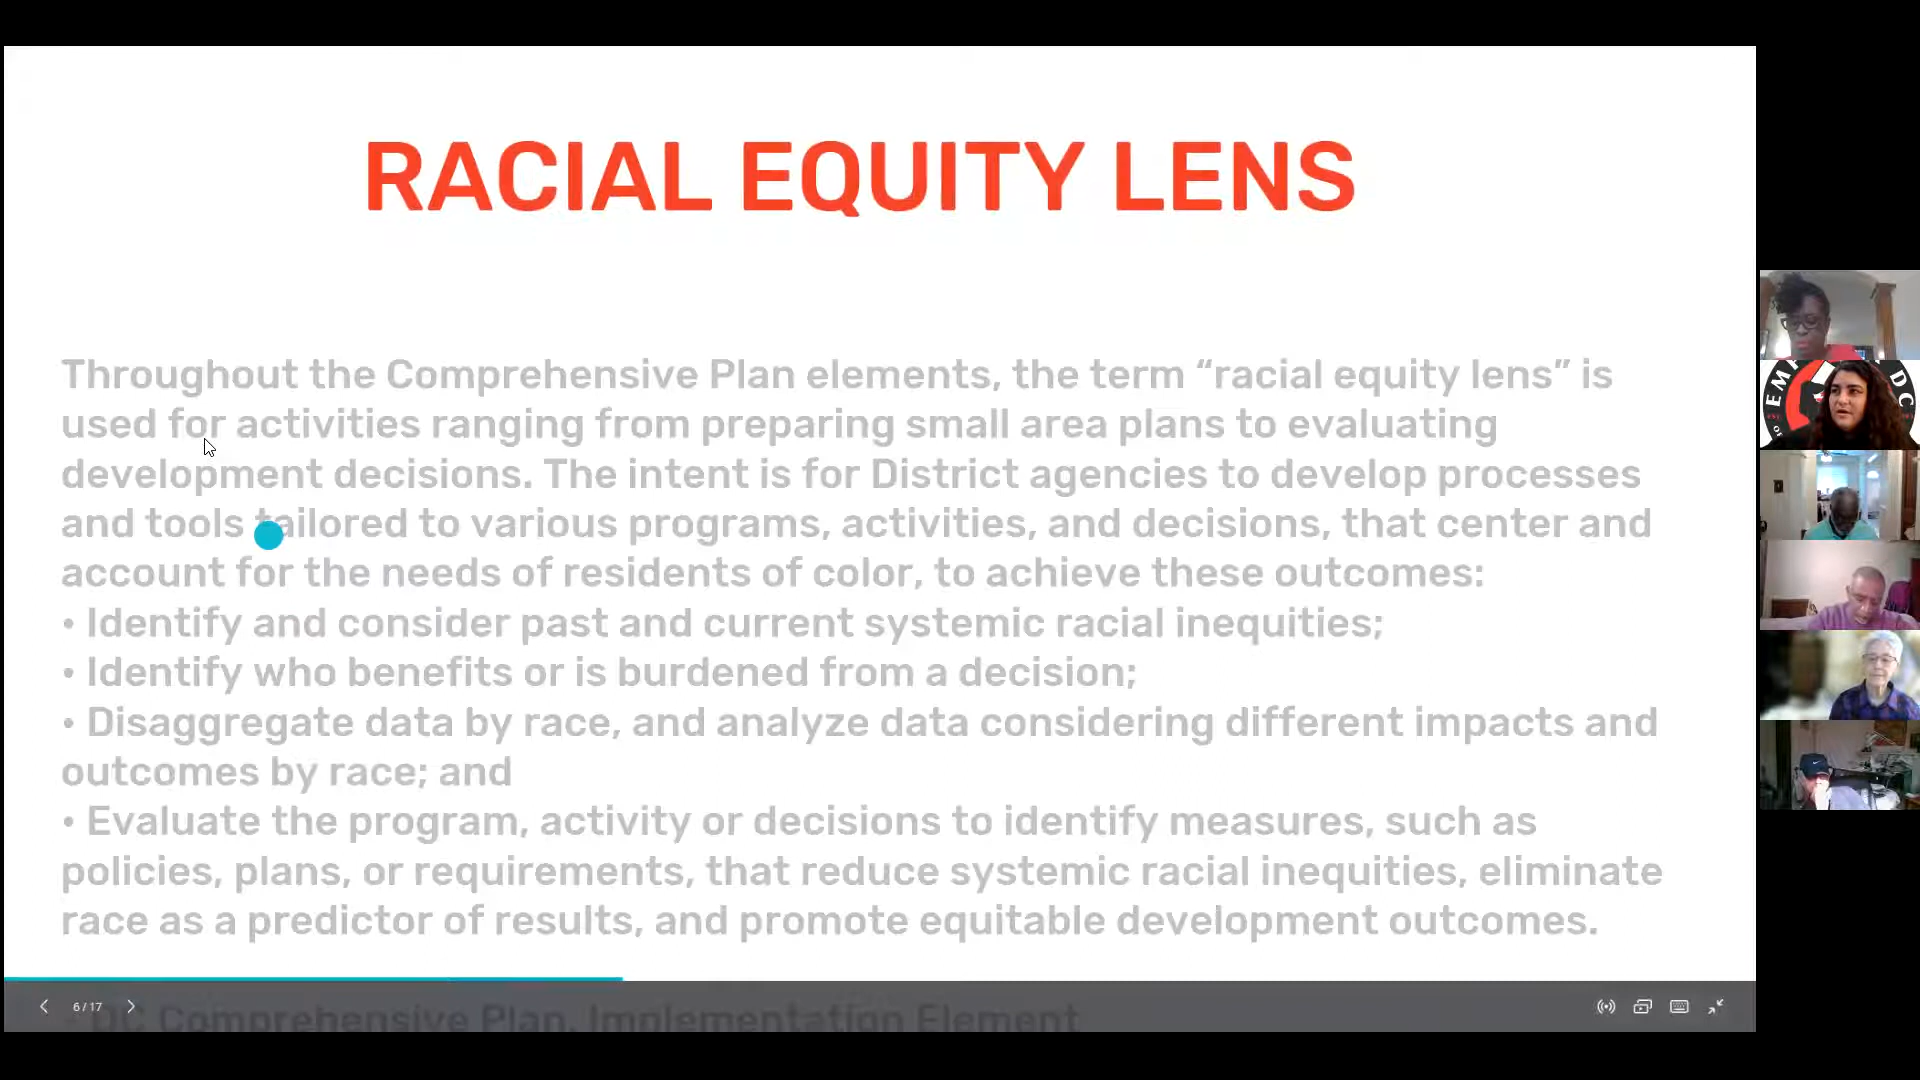 RACIAL EQUITY LENS
Throughout the Comprehensive Plan elements, the term “racial equity lens” is
used for activities ranging from preparing small area plans to evaluating
development decisions. The intent is for District agencies to develop processes
and tools tailored to various programs, activities, and decisions, that center and
account for the needs of residents of color, to achieve these outcomes:
• Identify and consider past and current systemic racial inequities;
• Identify who benefits or is burdened from a decision;
• Disaggregate data by race, and analyze data considering different impacts and
outcomes by race; and
• Evaluate the program, activity or decisions to identify measures, such as
policies, plans, or requirements, that reduce systemic racial inequities, eliminate
race as a predictor of results, and promote equitable development outcomes.
- DC Comprehensive Plan, Implementation Element
6 / 17
DC